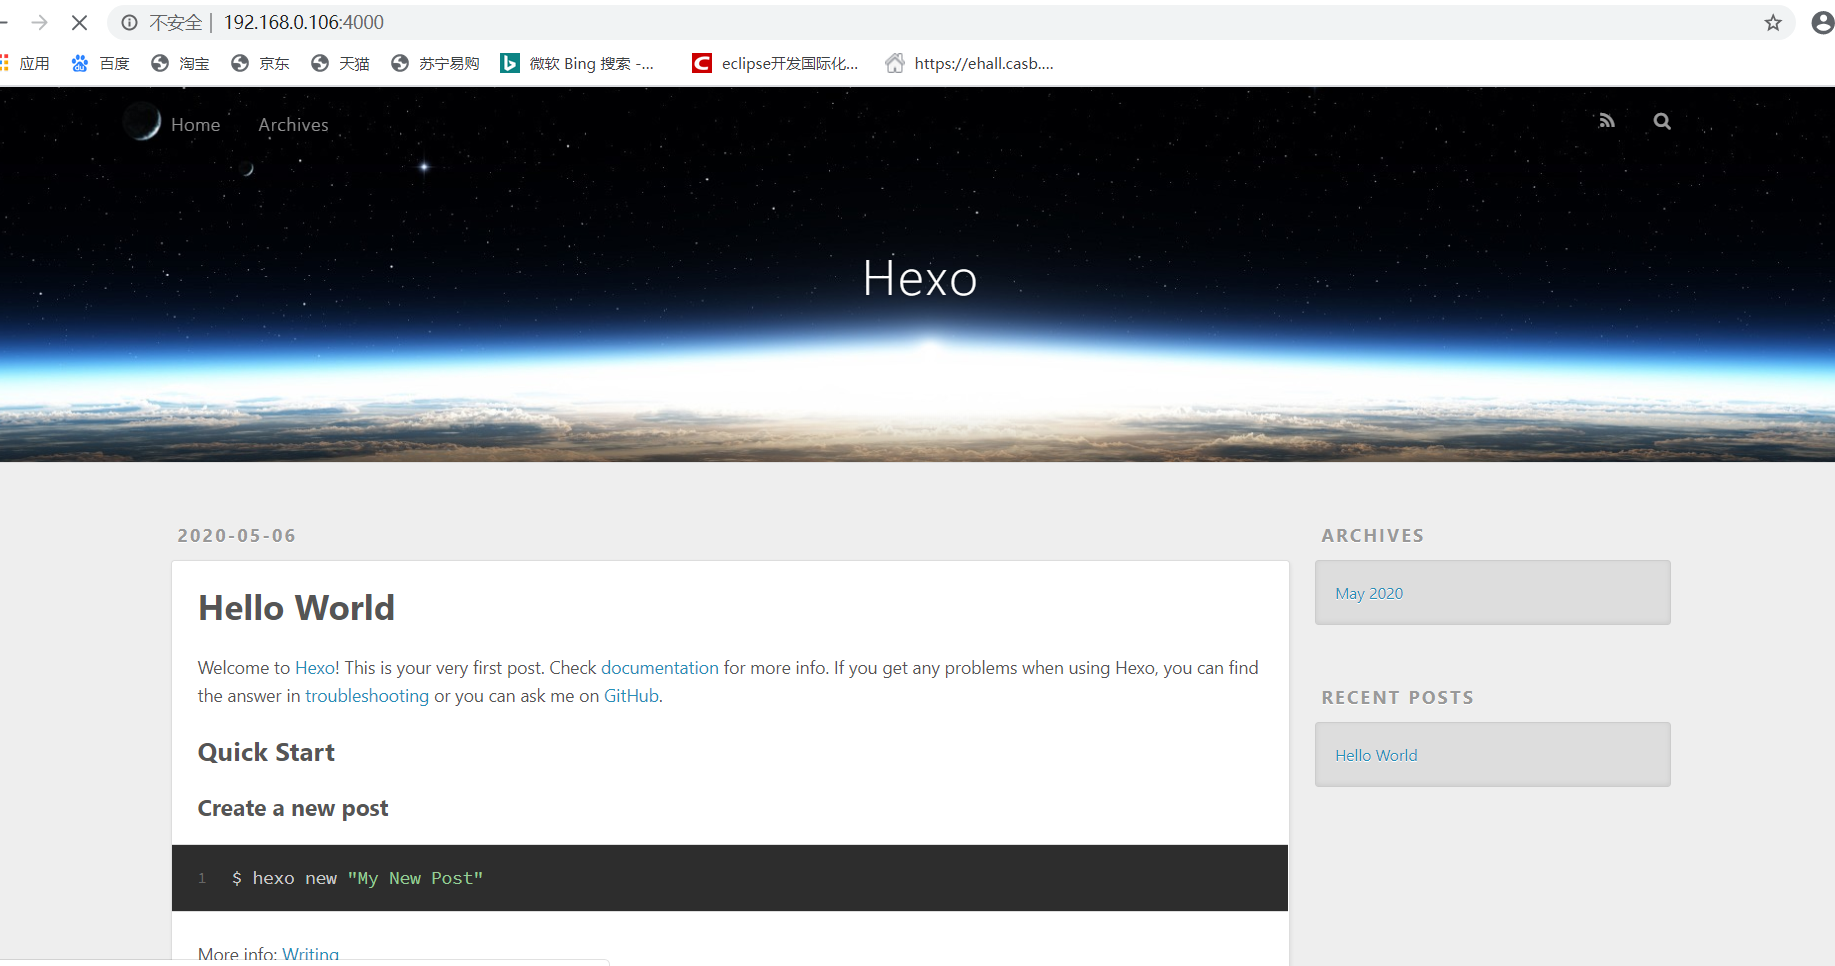 不安全 | 192.168.0.106:4000
应用 百度 淘宝 京东 天猫 苏宁易购 微软 Bing 搜索 -... eclipse开发国际化... https://ehall.casb....
Home Archives
Hexo
2020-05-06
Hello World
Welcome to Hexo! This is your very first post. Check documentation for more info. If you get any problems when using Hexo, you can find
the answer in troubleshooting or you can ask me on GitHub.
Quick Start
Create a new post
1 $ hexo new "My New Post"
More info: Writing
ARCHIVES
May 2020
RECENT POSTS
Hello World